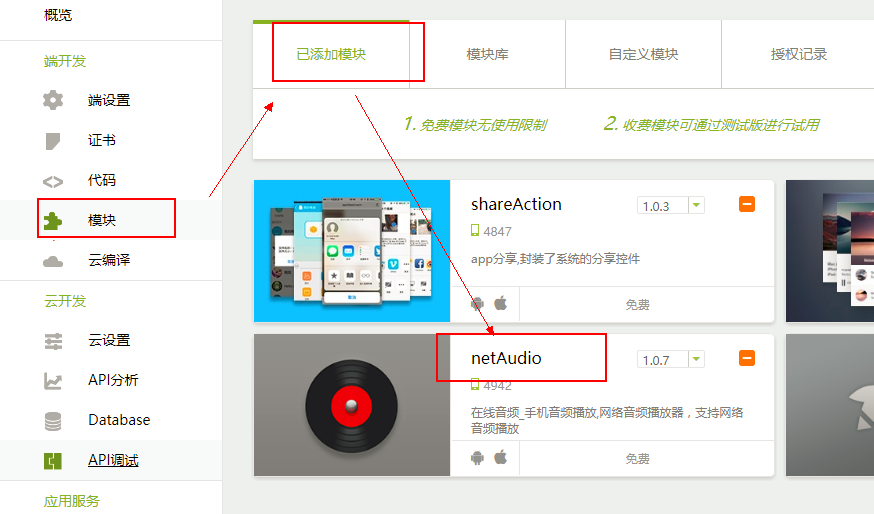 概览
端开发
端设置
证书
代码
模块
云编译
云开发
云设置
API分析
Database
API调试
应用服务
已添加模块
模块库
自定义模块
授权记录
1. 免费模块无使用限制
2. 收费模块可通过测试版进行试用
shareAction
1.0.3
4847
app分享,封装了系统的分享控件
免费
netAudio
1.0.7
4942
在线音频_手机音频播放,网络音频播放器，支持网络
音频播放
免费